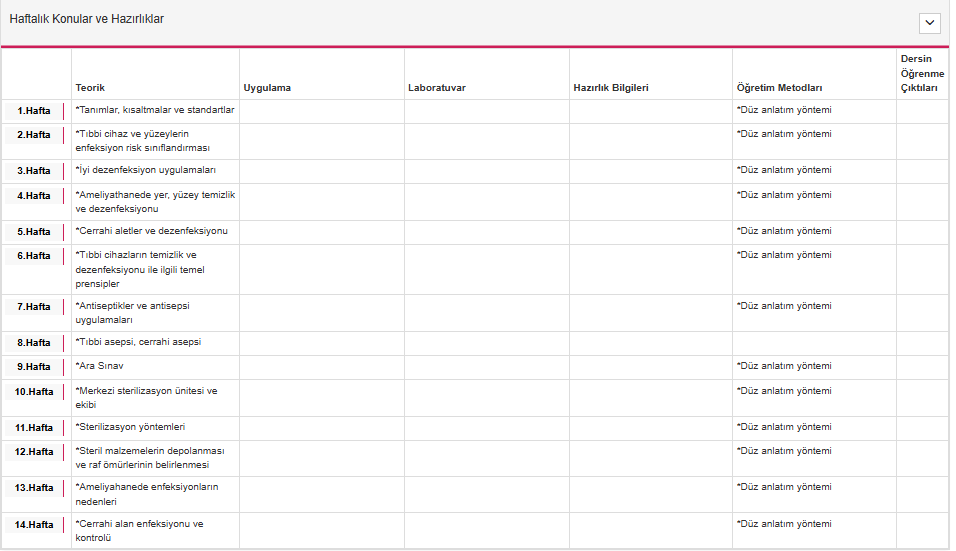 Haftalık Konular ve Hazırlıklar
Teorik Uygulama Laboratuvar Hazırlık Bilgileri Öğretim Metodları Dersin
Öğrenme
Çıktıları
1.Hafta *Tanımlar, kısaltmalar ve standartlar *Düz anlatım yöntemi
2.Hafta *Tıbbi cihaz ve yüzeylerin *Düz anlatım yöntemi
enfeksiyon risk sınıflandırması
3.Hafta *İyi dezenfeksiyon uygulamaları *Düz anlatım yöntemi
4.Hafta *Ameliyathanede yer, yüzey temizlik *Düz anlatım yöntemi
ve dezenfeksiyonu
5.Hafta *Cerrahi aletler ve dezenfeksiyonu *Düz anlatım yöntemi
6.Hafta *Tıbbi cihazların temizlik ve *Düz anlatım yöntemi
dezenfeksiyonu ile ilgili temel
prensipler
7.Hafta *Antiseptikler ve antisepsi *Düz anlatım yöntemi
uygulamaları
8.Hafta *Tıbbi asepsi, cerrahi asepsi
9.Hafta *Ara Sınav *Düz anlatım yöntemi
10.Hafta *Merkezi sterilizasyon ünitesi ve *Düz anlatım yöntemi
ekibi
11.Hafta *Sterilizasyon yöntemleri *Düz anlatım yöntemi
12.Hafta *Steril malzemelerin depolanması *Düz anlatım yöntemi
ve raf ömürlerinin belirlenmesi
13.Hafta *Ameliyahanede enfeksiyonların *Düz anlatım yöntemi
nedenleri
14.Hafta *Cerrahi alan enfeksiyonu ve *Düz anlatım yöntemi
kontrolü